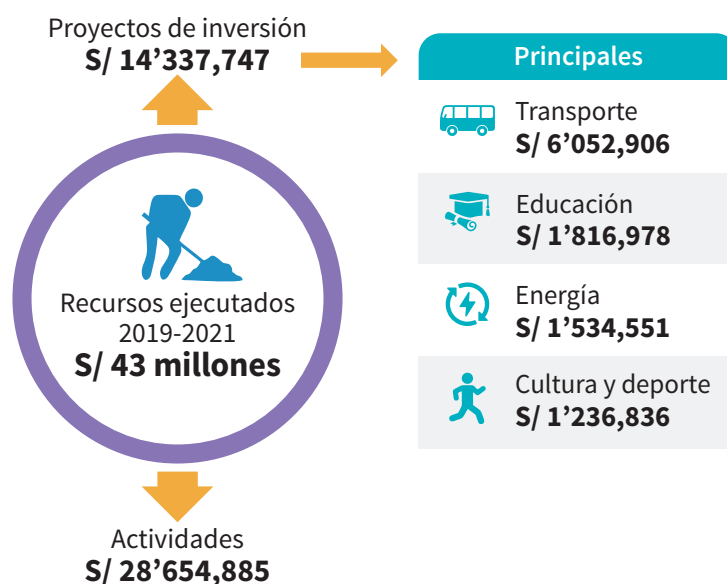 Proyectos de inversión
S/ 14’337,747
Recursos ejecutados
2019-2021
S/ 43 millones
Actividades
S/ 28’654,885
Principales
Transporte
S/ 6’052,906
Educación
S/ 1’816,978
Energía
S/ 1’534,551
Cultura y deporte
S/ 1’236,836